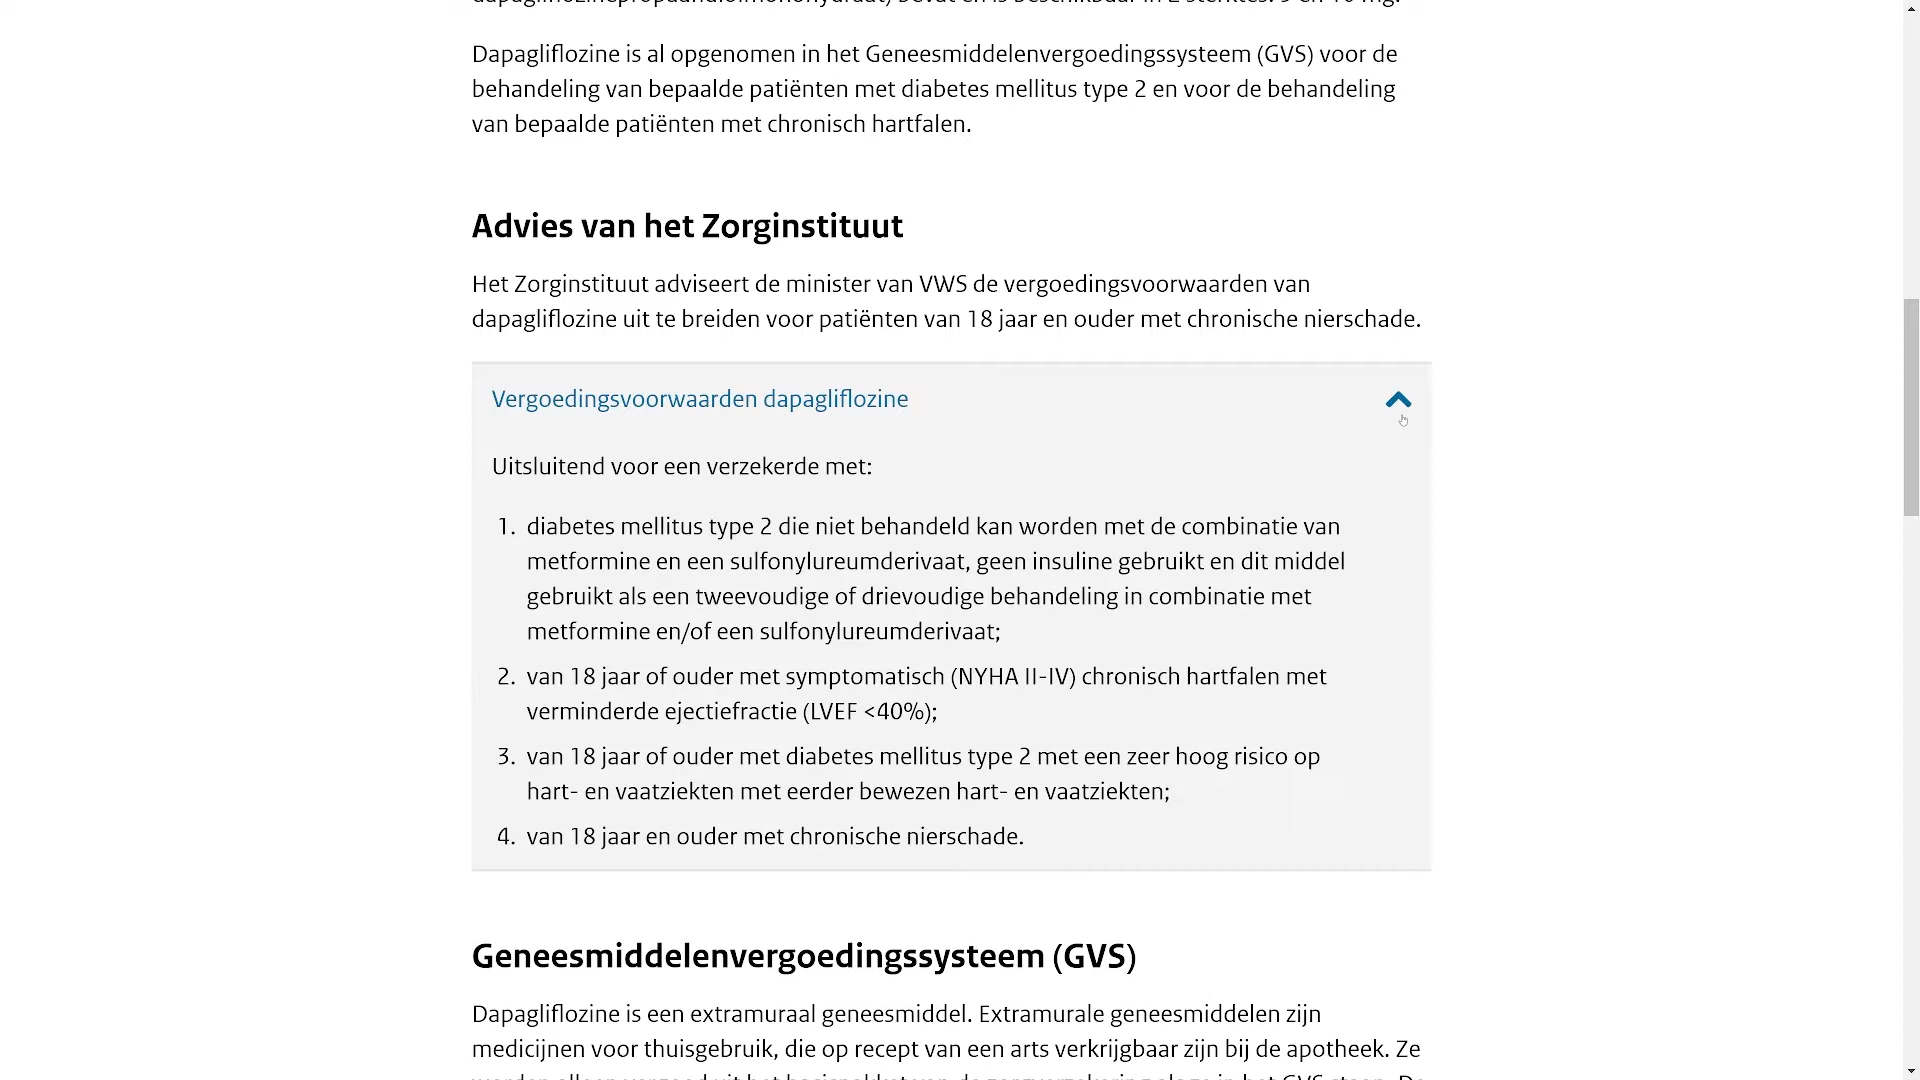 Dapagliflozine is al opgenomen in het Geneesmiddelenvergoedingssysteem (GVS) voor de
behandeling van bepaalde patiënten met diabetes mellitus type 2 en voor de behandeling
van bepaalde patiënten met chronisch hartfalen.
Advies van het Zorginstituut
Het Zorginstituut adviseert de minister van VWS de vergoedingsvoorwaarden van
dapagliflozine uit te breiden voor patiënten van 18 jaar en ouder met chronische nierschade.
Vergoedingsvoorwaarden dapagliflozine
Uitsluitend voor een verzekerde met:
1. diabetes mellitus type 2 die niet behandeld kan worden met de combinatie van
metformine en een sulfonylureumderivaat, geen insuline gebruikt en dit middel
gebruikt als een tweevoudige of drievoudige behandeling in combinatie met
metformine en/of een sulfonylureumderivaat;
2. van 18 jaar of ouder met symptomatisch (NYHA II-IV) chronisch hartfalen met
verminderde ejectiefractie (LVEF <40%);
3. van 18 jaar of ouder met diabetes mellitus type 2 met een zeer hoog risico op
hart- en vaatziekten met eerder bewezen hart- en vaatziekten;
4. van 18 jaar en ouder met chronische nierschade.
Geneesmiddelenvergoedingssysteem (GVS)
Dapagliflozine is een extramuraal geneesmiddel. Extramurale geneesmiddelen zijn
medicijnen voor thuisgebruik, die op recept van een arts verkrijgbaar zijn bij de apotheek. Ze